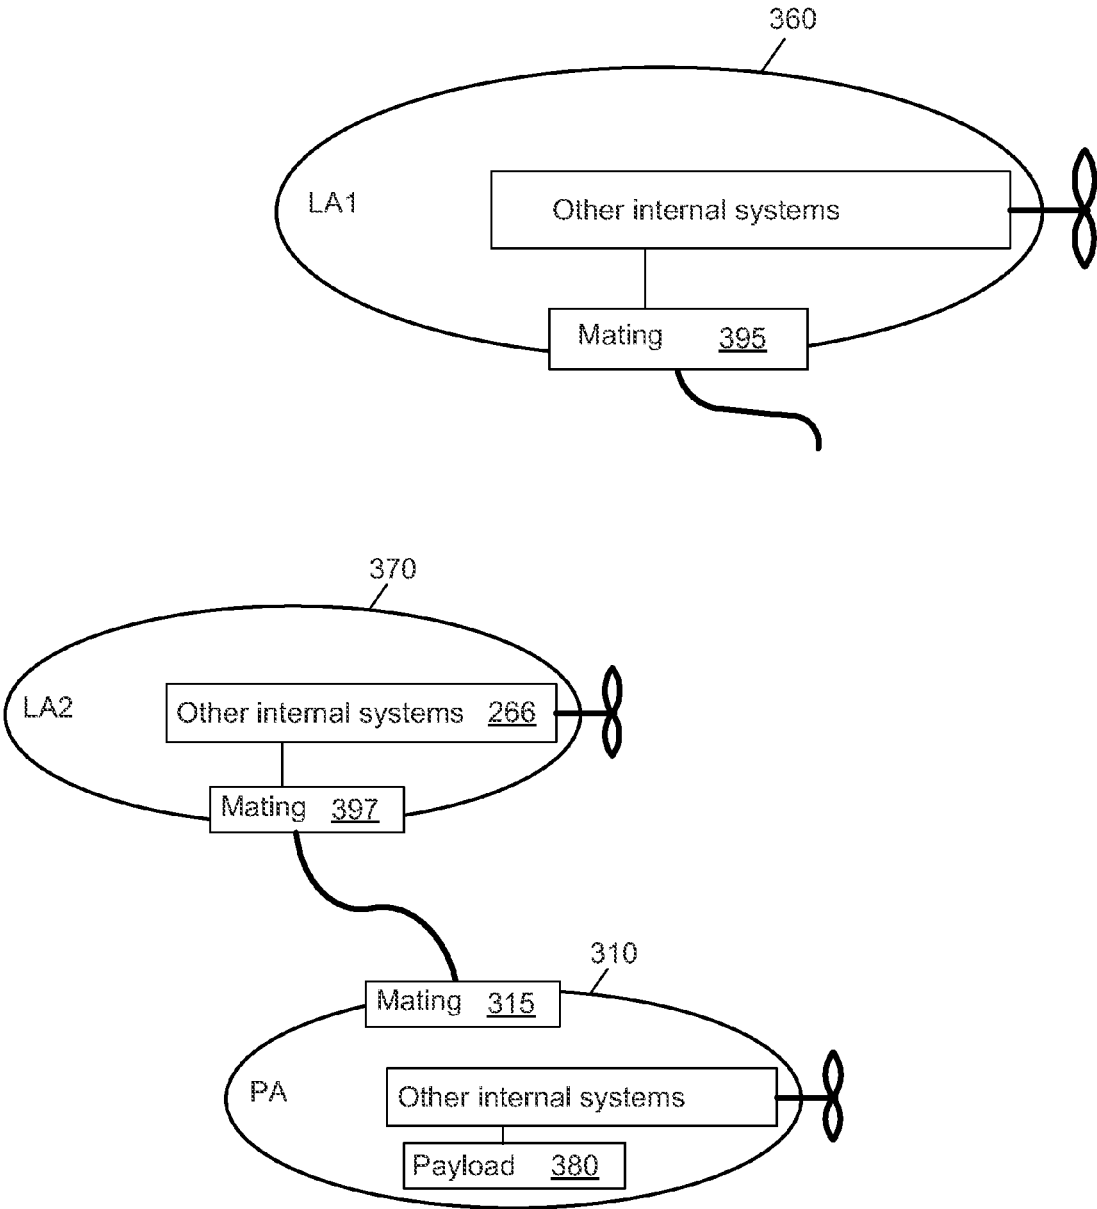 360
LA1
Other internal systems
Mating 395
370
LA2
Other internal systems 266
Mating 397
310
Mating 315
PA
Other internal systems
Payload 380